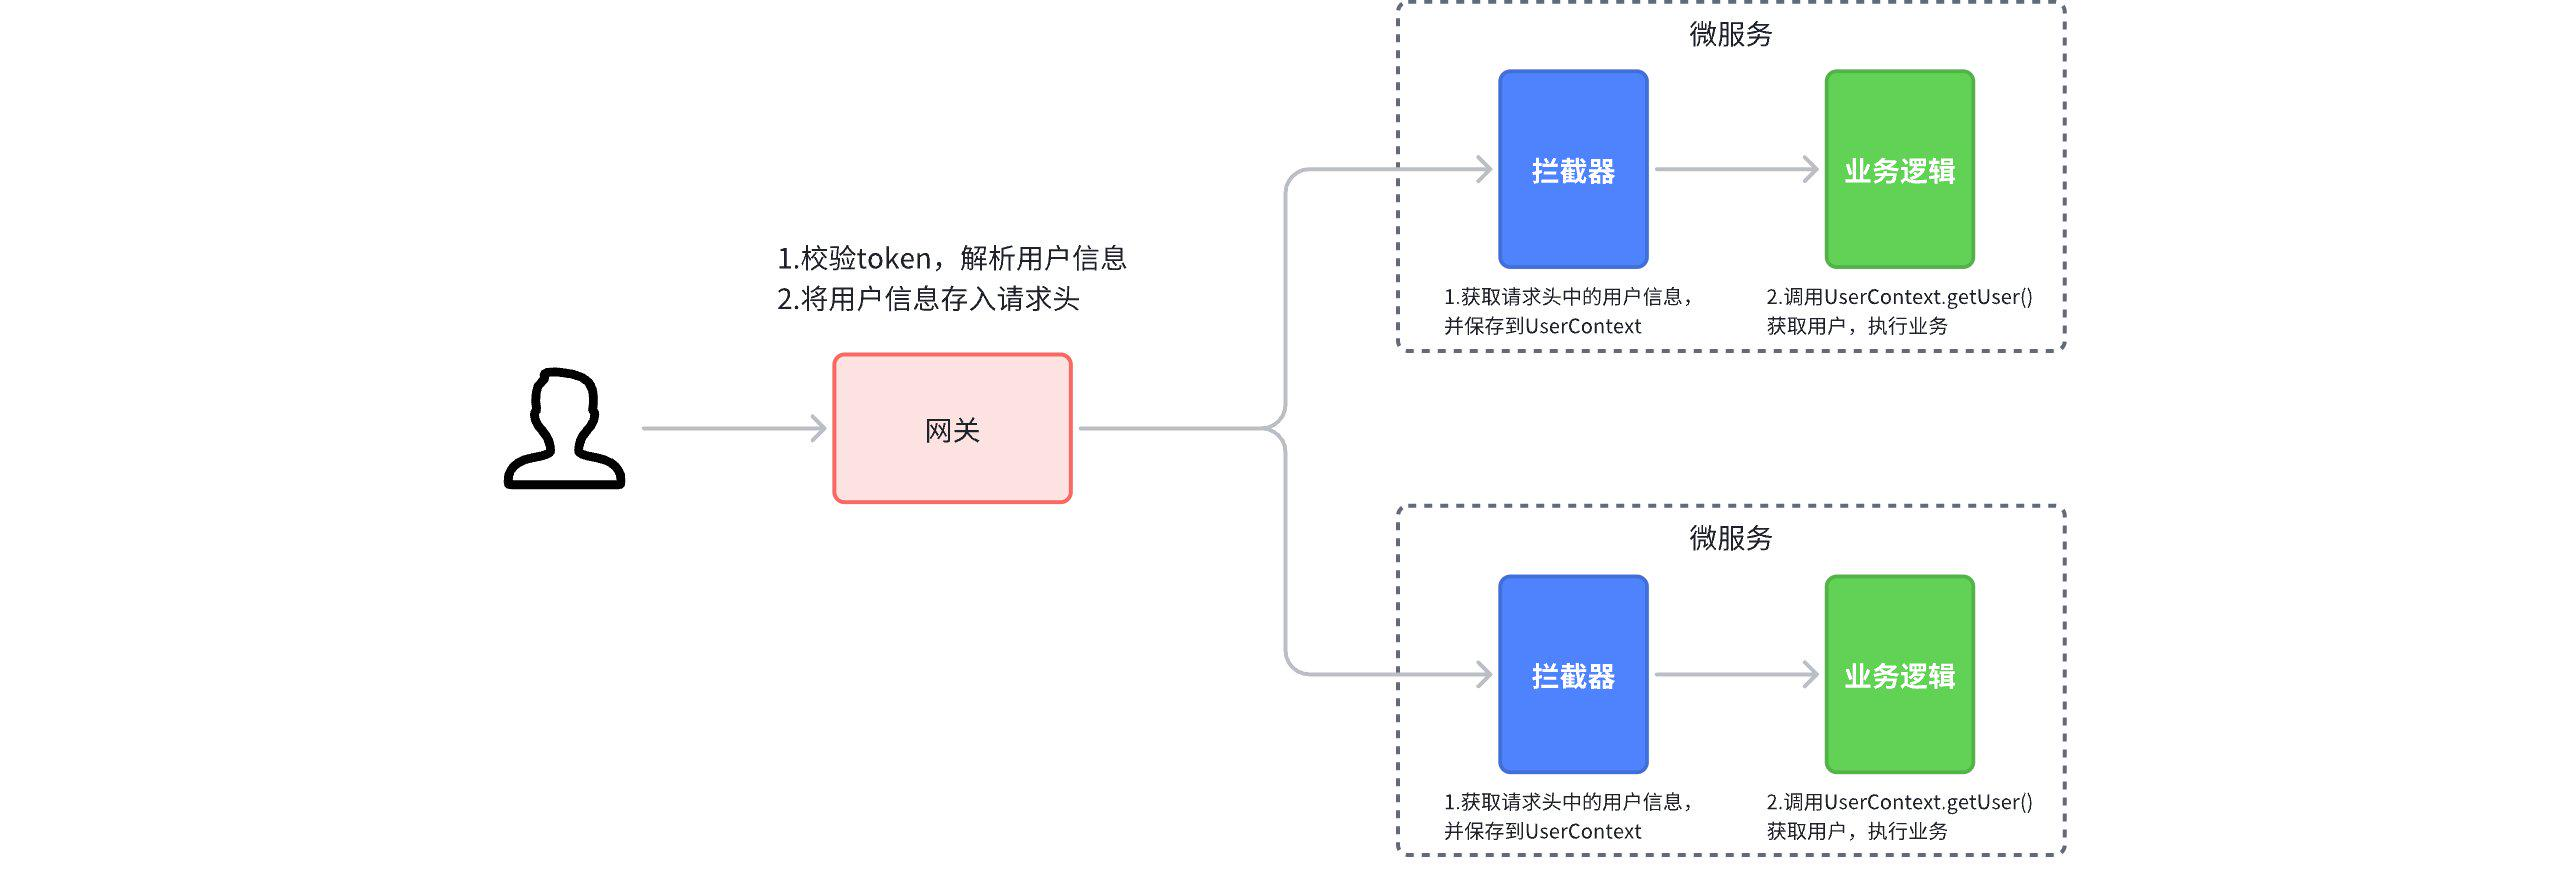 微服务
拦截器
业务逻辑
1.获取请求头中的用户信息，
并保存到UserContext
2.调用UserContext.getUser()
获取用户，执行业务
1.校验token，解析用户信息
2.将用户信息存入请求头
网关
微服务
拦截器
业务逻辑
1.获取请求头中的用户信息，
并保存到UserContext
2.调用UserContext.getUser()
获取用户，执行业务